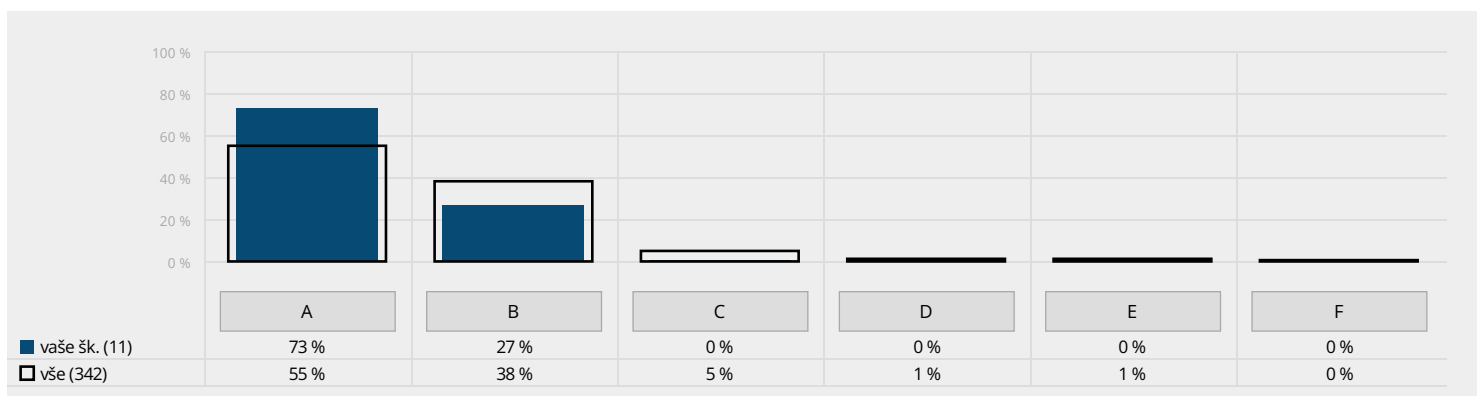 100 %
80 %
60 %
40 %
20 %
0 %
A B C D E F
vaše šk. (11) 73 % 27 % 0 % 0 % 0 % 0 %
vše (342) 55 % 38 % 5 % 1 % 1 % 0 %